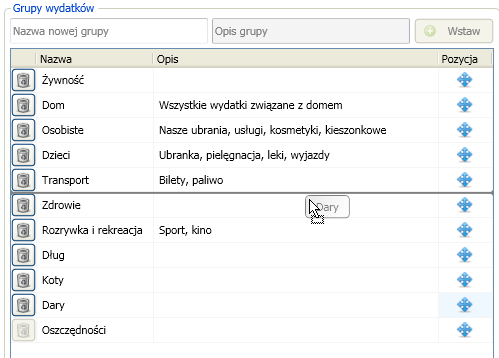 Grupy wydatków
Nazwa nowej grupy Opis grupy Wstaw
Nazwa Opis Pozycja
Żywność
Dom Wszystkie wydatki związane z domem
Osobiste Nasze ubrania, usługi, kosmetyki, kieszonkowe
Dzieci Ubranka, pielęgnacja, leki, wyjazdy
Transport Bilety, paliwo
Zdrowie Dary
Rozrywka i rekreacja Sport, kino
Dług
Koty
Dary
Oszczędności